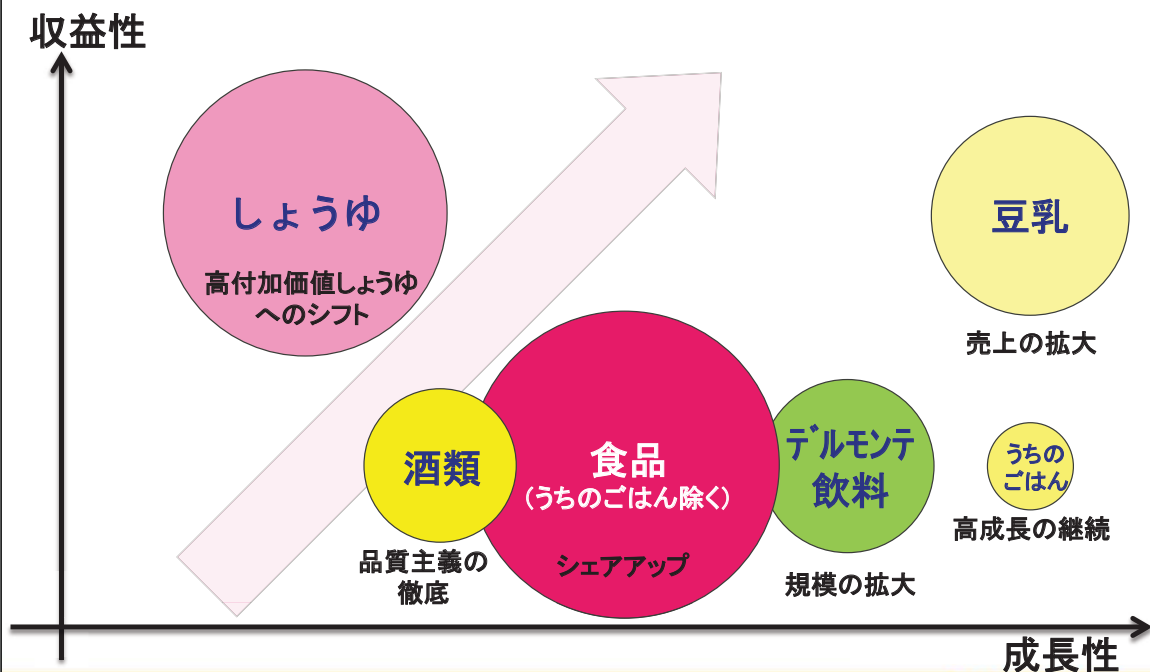 収益性
しょうゆ
高付加価値しょうゆ
へのシフト
豆乳
売上の拡大
酒類
品質主義の
徹底
食品
（うちのごはん除く）
シェアアップ
デルモンテ
飲料
規模の拡大
うちの
ごはん
高成長の継続
成長性